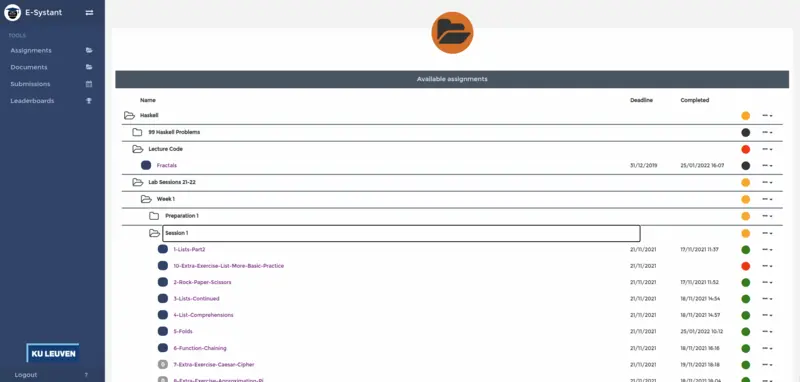 E-Systant
TOOLS
Assignments
Documents
Submissions
Leaderboards
KU LEUVEN
Logout ?
Available assignments
Name Deadline Completed
Haskell
99 Haskell Problems
Lecture Code
Fractals 31/12/2019 25/01/2022 16:07
Lab Sessions 21-22
Week 1
Preparation 1
Session 1
1-Lists-Part2 21/11/2021 17/11/2021 11:37
10-Extra-Exercise-List-More-Basic-Practice 21/11/2021
2-Rock-Paper-Scissors 21/11/2021 17/11/2021 11:52
3-Lists-Continued 21/11/2021 18/11/2021 14:54
4-List-Comprehensions 21/11/2021 18/11/2021 14:57
5-Folds 21/11/2021 25/01/2022 10:12
6-Function-Chaining 21/11/2021 18/11/2021 18:18
7-Extra-Exercise-Caesar-Cipher 21/11/2021 19/11/2021 18:18
8-Extra-Exercise-Approximating-Pi 21/11/2021